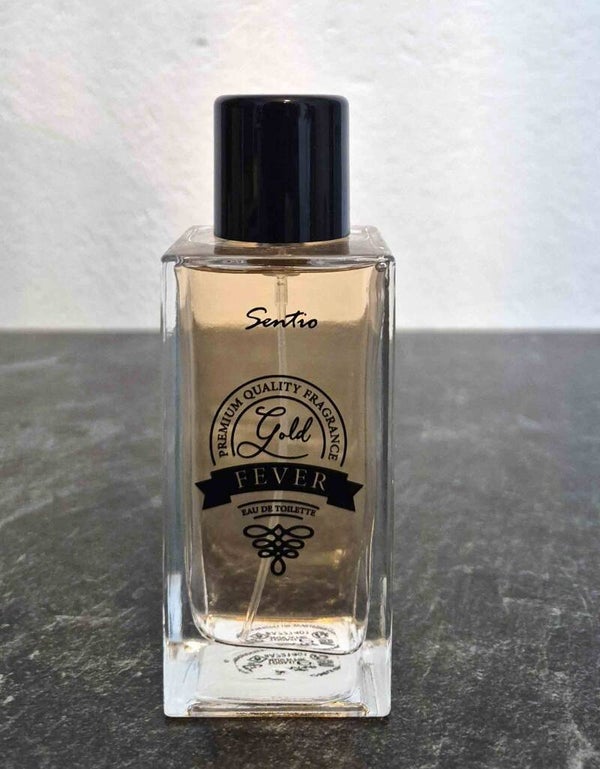 Sentio
PREMIUM QUALITY FRAGRANCE
Gold
FEVER
EAU DE TOILETTE